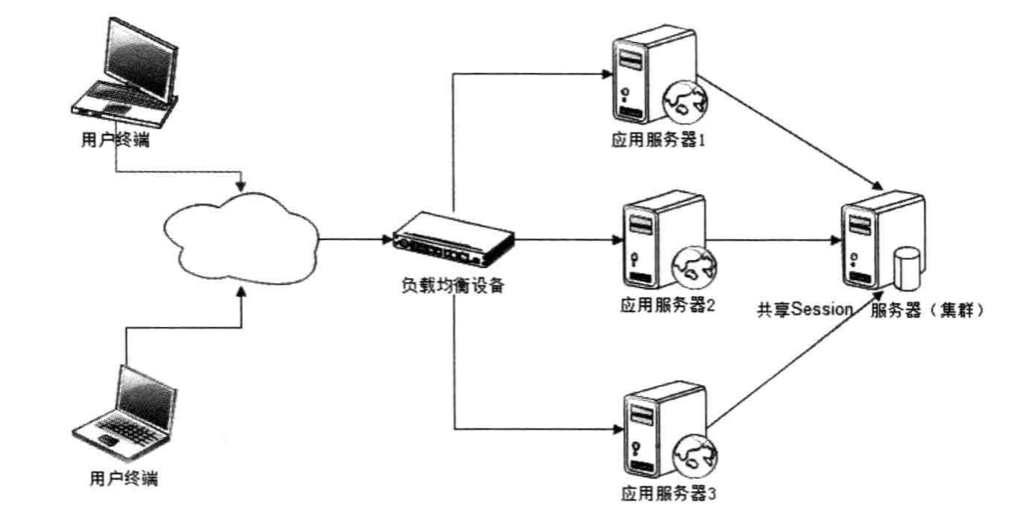 用户终端
用户终端
负载均衡设备
应用服务器1
应用服务器2
应用服务器3
共享Session 服务器（集群）